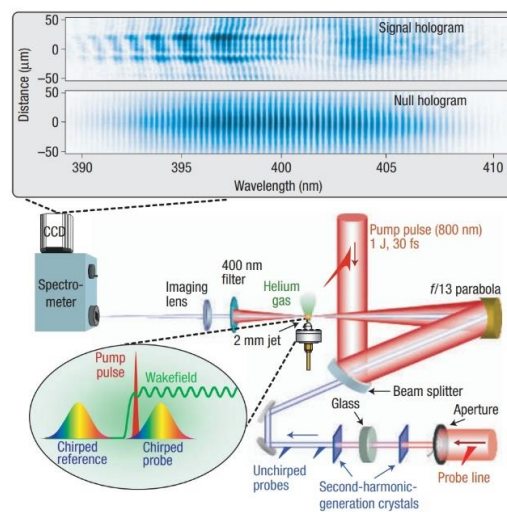 50
0
−50
Signal hologram
50
0
−50
Null hologram
Distance (µm)
390
395
400
405
410
Wavelength (nm)
CCD
Spectro-
meter
Imaging
lens
400 nm
filter
Helium
gas
2 mm jet
Pump pulse (800 nm)
1 J, 30 fs
f/13 parabola
Beam splitter
Pump
pulse
Wakefield
Chirped
reference
Chirped
probe
Glass
Aperture
Unchirped
probes
Second-harmonic-
generation crystals
Probe line